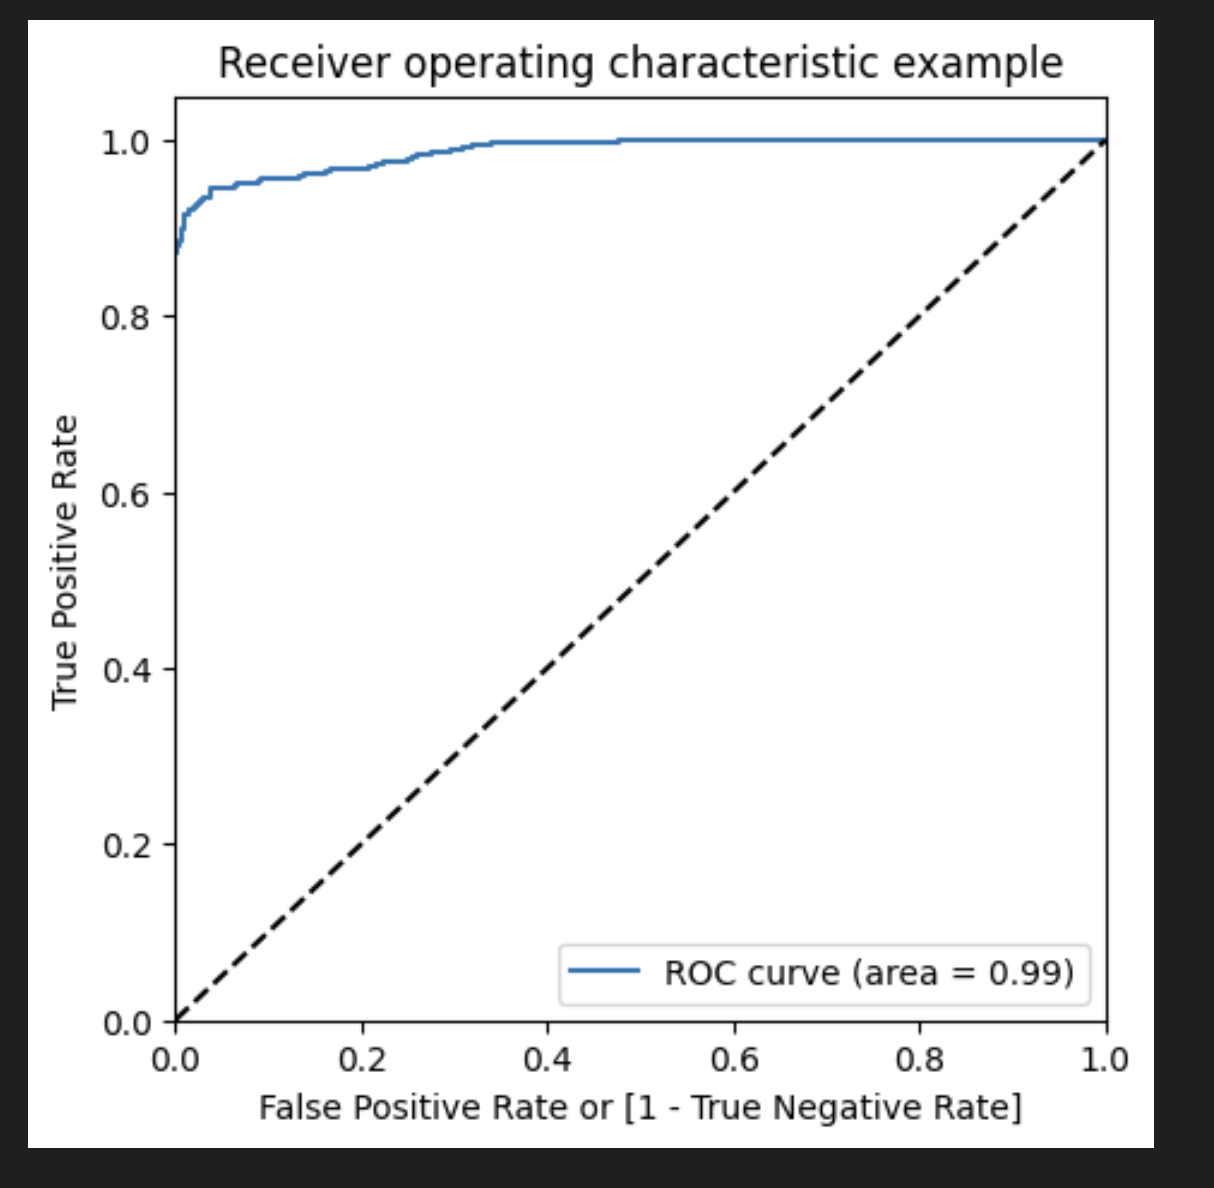 Receiver operating characteristic example
1.0
0.8
0.6
0.4
0.2
0.0
True Positive Rate
0.0 0.2 0.4 0.6 0.8 1.0
False Positive Rate or [1 - True Negative Rate]
ROC curve (area = 0.99)